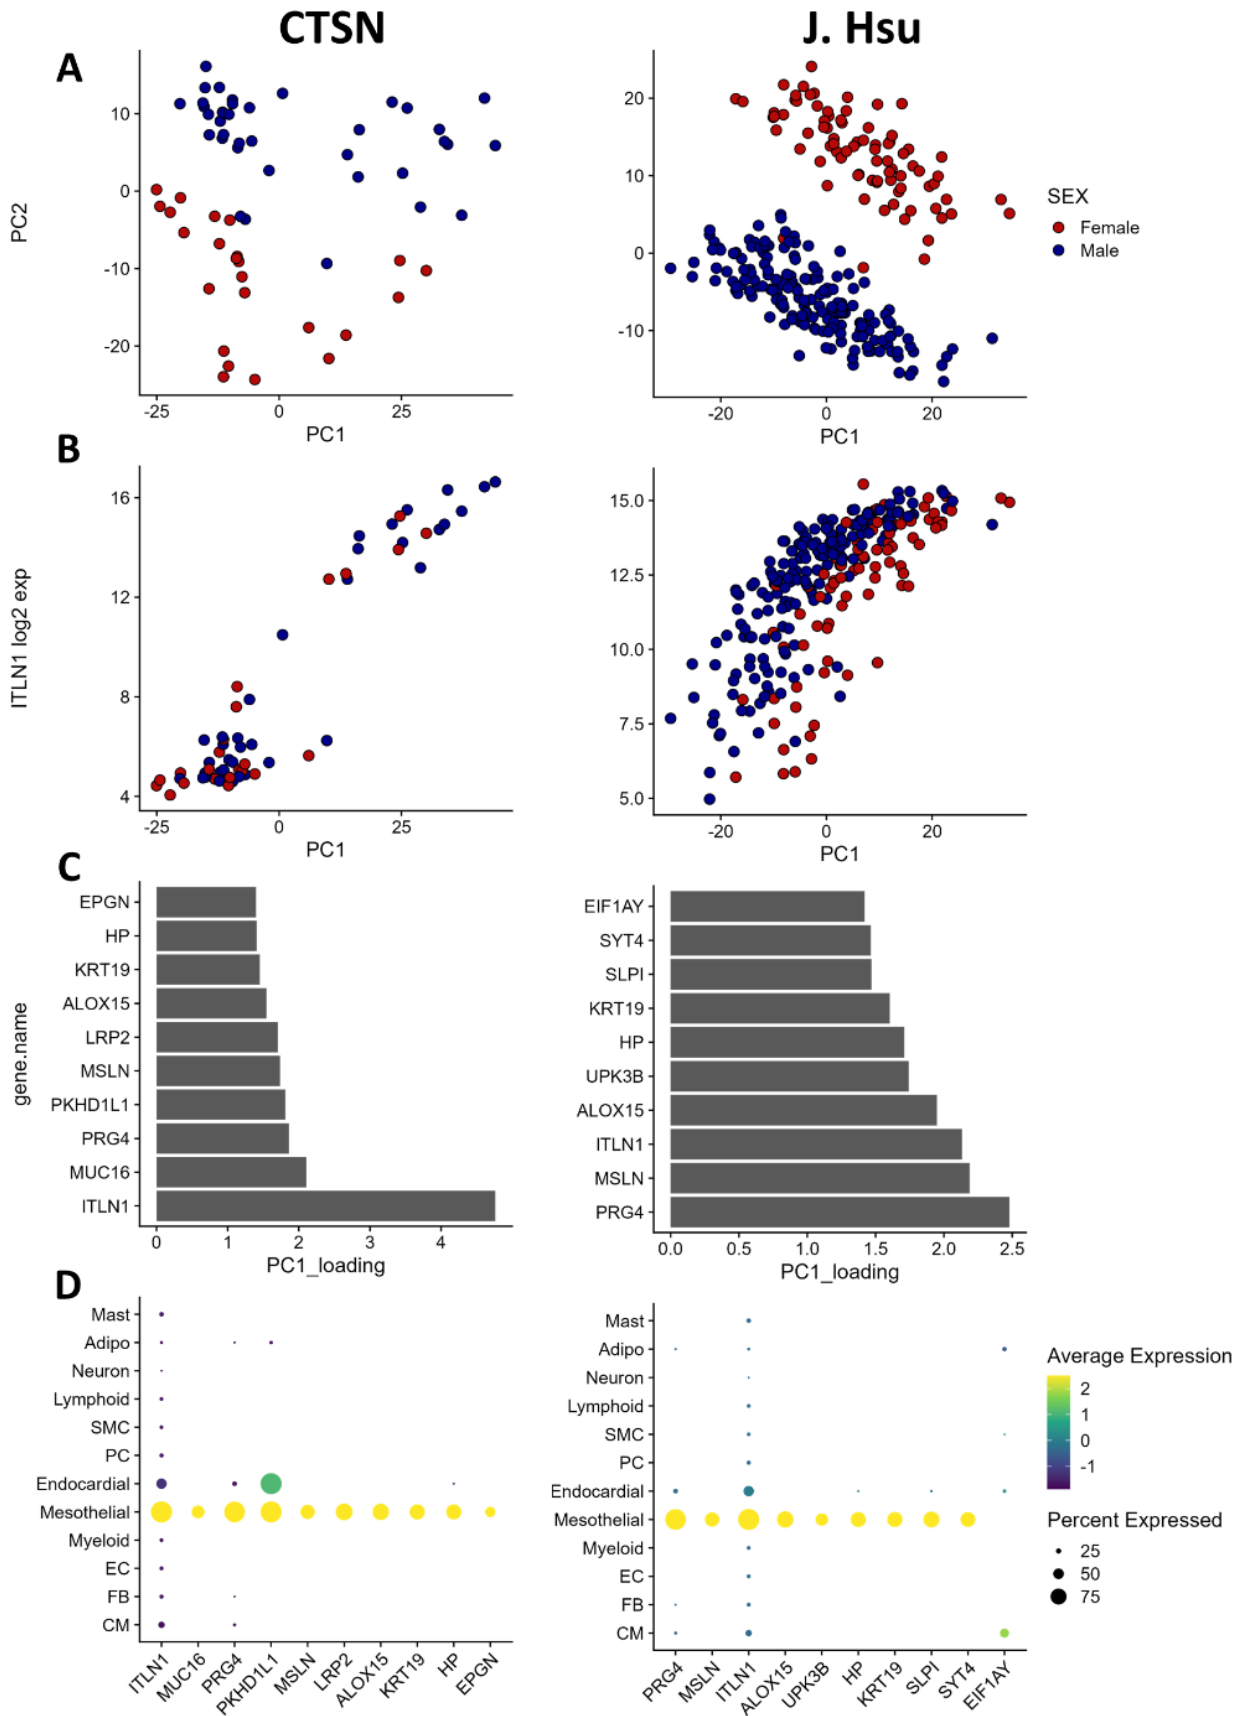 CTSN
J. Hsu
A
10
0
-10
-20
PC2
-25
0
25
PC1
20
10
0
-10
-20
0
20
PC1
SEX
Female
Male
B
16
12
8
4
ITLN1 log2 exp
-25
0
25
PC1
15.0
12.5
10.0
7.5
5.0
-20
0
20
PC1
C
gene.name
EPGN
HP
KRT19
ALOX15
LRP2
MSLN
PKHD1L1
PRG4
MUC16
ITLN1
0
1
2
3
4
PC1_loading
EIF1AY
SYT4
SLPI
KRT19
HP
UPK3B
ALOX15
ITLN1
MSLN
PRG4
0.0
0.5
1.0
1.5
2.0
2.5
PC1_loading
D
Mast
Adipo
Neuron
Lymphoid
SMC
PC
Endocardial
Mesothelial
Myeloid
EC
FB
CM
ITLN1
MUC16
PRG4
PKHD1L1
MSLN
LRP2
ALOX15
KRT19
HP
EPGN
Mast
Adipo
Neuron
Lymphoid
SMC
PC
Endocardial
Mesothelial
Myeloid
EC
FB
CM
PRG4
MSLN
ITLN1
ALOX15
UPK3B
HP
KRT19
SLPI
SYT4
EIF1AY
Average Expression
2
1
0
-1
Percent Expressed
25
50
75